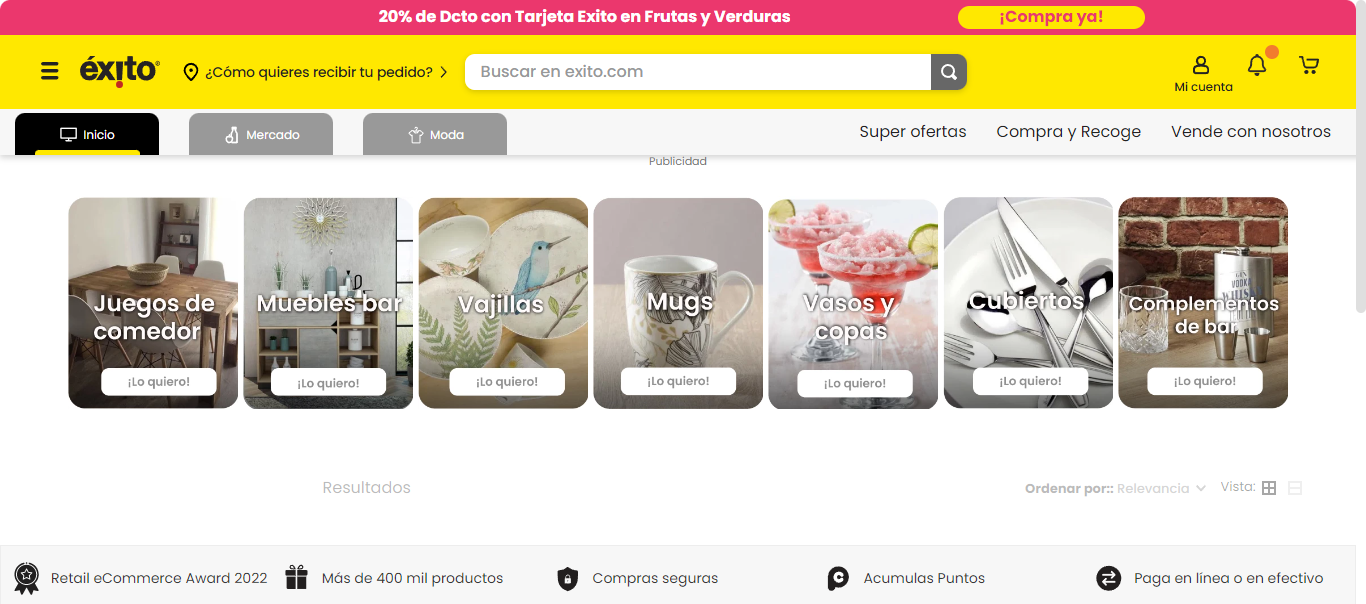 20% de Dcto con Tarjeta Exito en Frutas y Verduras
¡Compra ya!
éxito
¿Cómo quieres recibir tu pedido?
Buscar en exito.com
Mi cuenta
Inicio
Mercado
Moda
Super ofertas
Compra y Recoge
Vende con nosotros
Publicidad
Juegos de
comedor
¡Lo quiero!
Muebles bar
¡Lo quiero!
Vajillas
¡Lo quiero!
Mugs
¡Lo quiero!
Vasos y
copas
¡Lo quiero!
Cubiertos
¡Lo quiero!
Complementos
de bar
¡Lo quiero!
Resultados
Ordenar por:: Relevancia
Vista:
Retail eCommerce Award 2022
Más de 400 mil productos
Compras seguras
Acumulas Puntos
Paga en línea o en efectivo